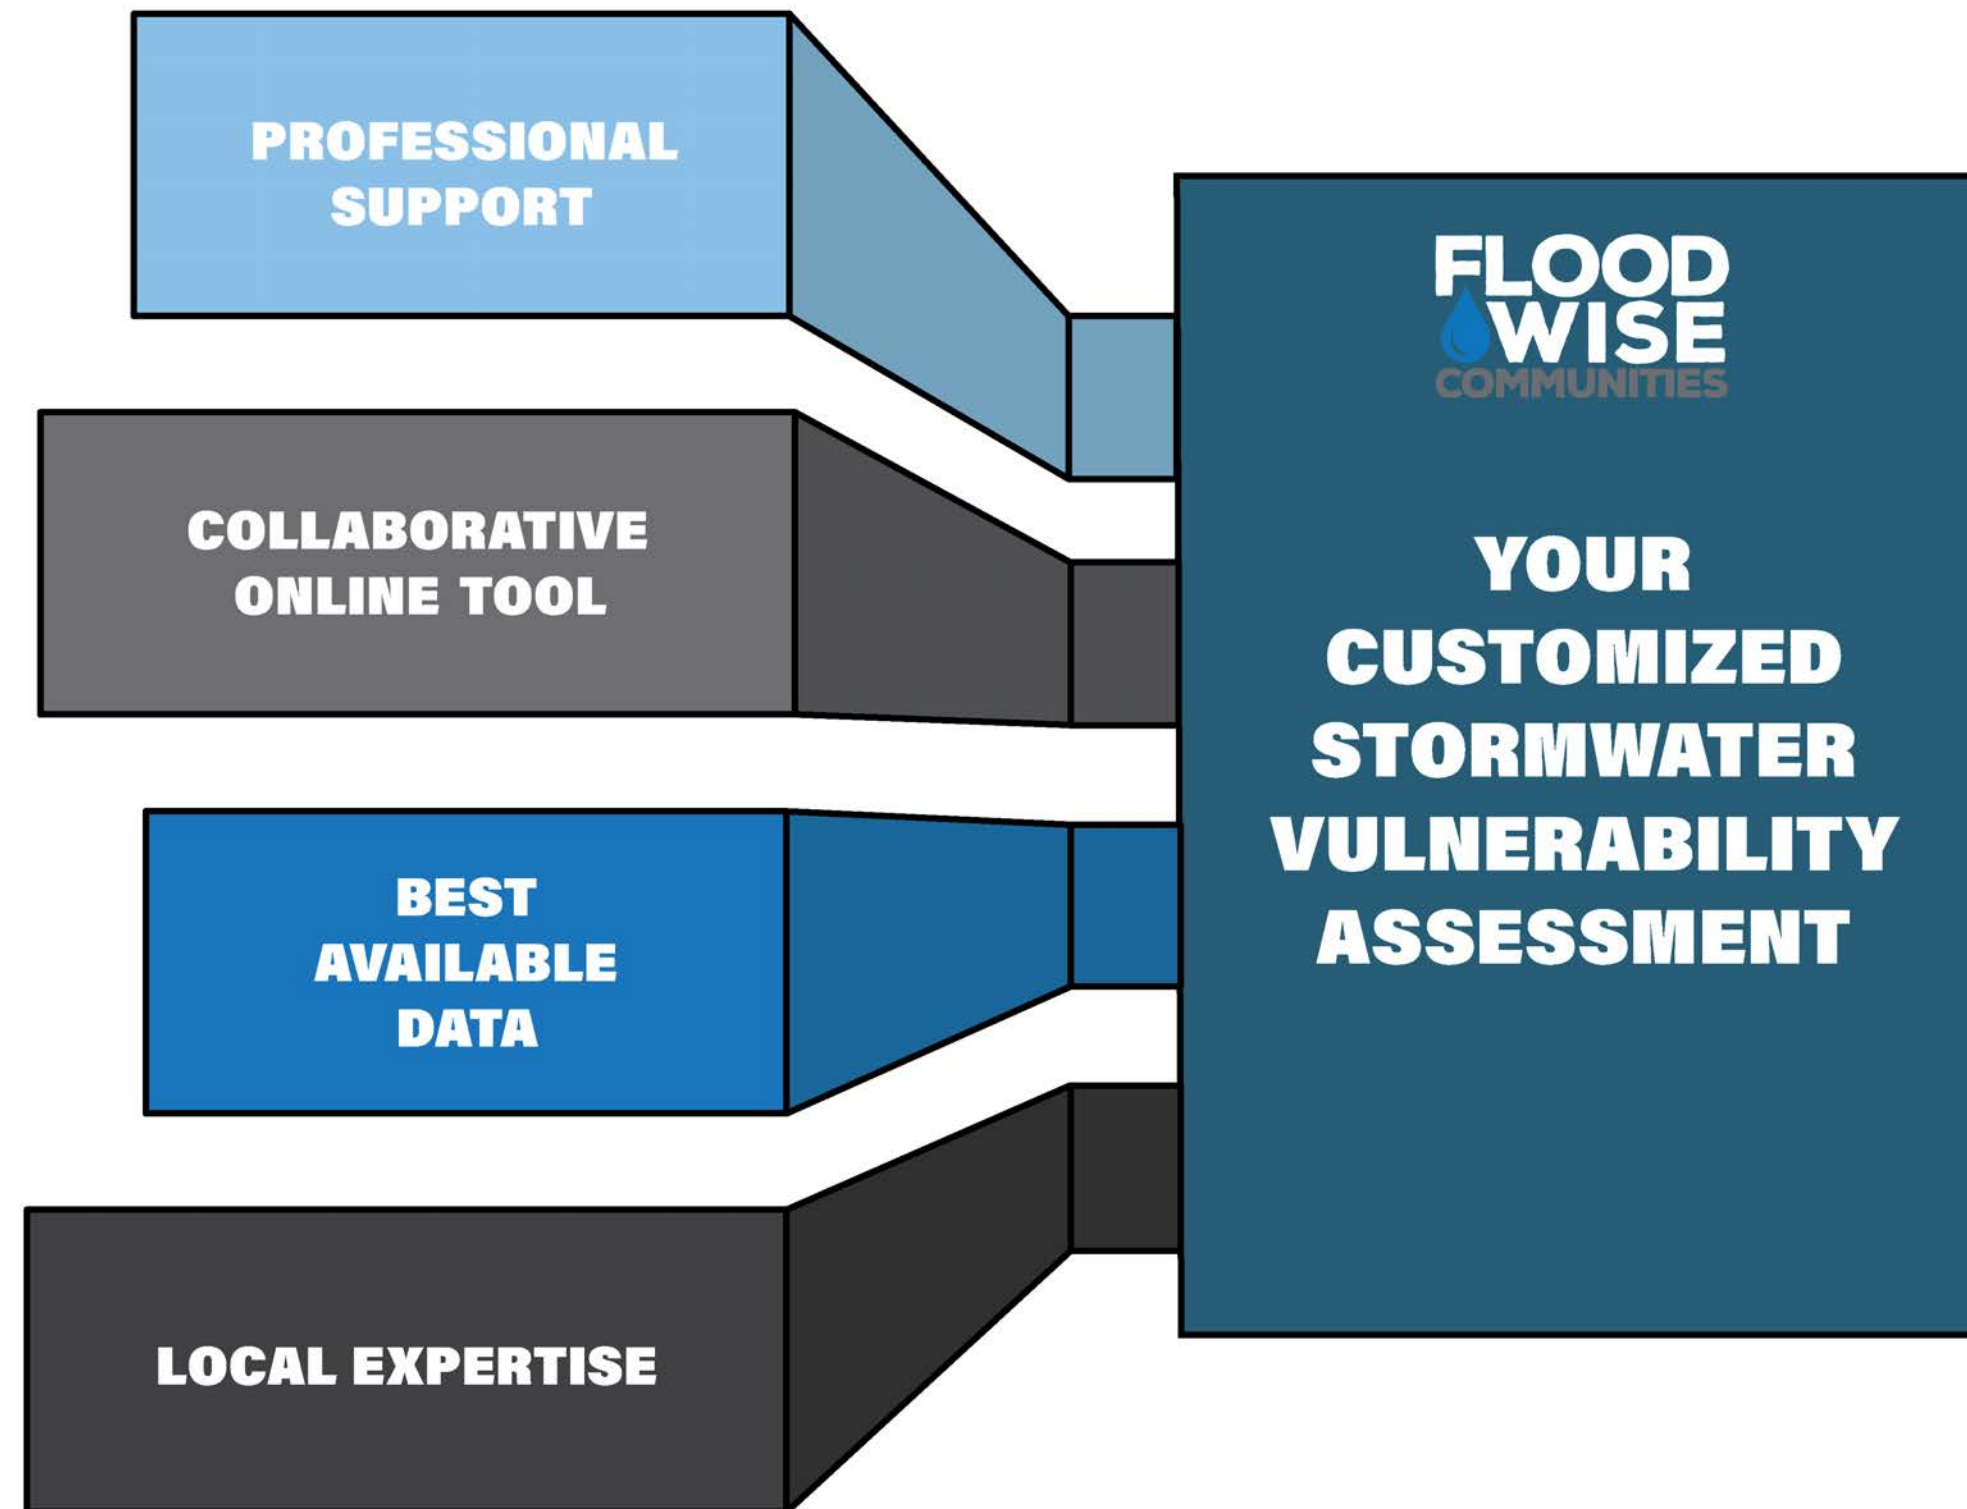 PROFESSIONAL
SUPPORT
COLLABORATIVE
ONLINE TOOL
BEST
AVAILABLE
DATA
LOCAL EXPERTISE
FLOOD
WISE
COMMUNITIES
YOUR
CUSTOMIZED
STORMWATER
VULNERABILITY
ASSESSMENT